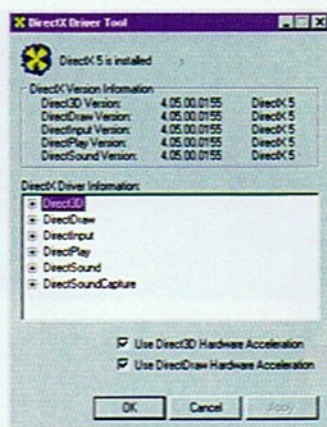 DirectX Driver Tool
DirectX 5 is installed
DirectX Version Information
Direct3D Version: 4.05.00.0155 DirectX 5
DirectDraw Version: 4.05.00.0155 DirectX 5
DirectInput Version: 4.05.00.0155 DirectX 5
DirectPlay Version: 4.05.00.0155 DirectX 5
DirectSound Version: 4.05.00.0155 DirectX 5
DirectX Driver Information:
Direct3D
DirectDraw
DirectInput
DirectPlay
DirectSound
DirectSoundCapture
Use Direct3D Hardware Acceleration
Use DirectDraw Hardware Acceleration
OK Cancel Apply